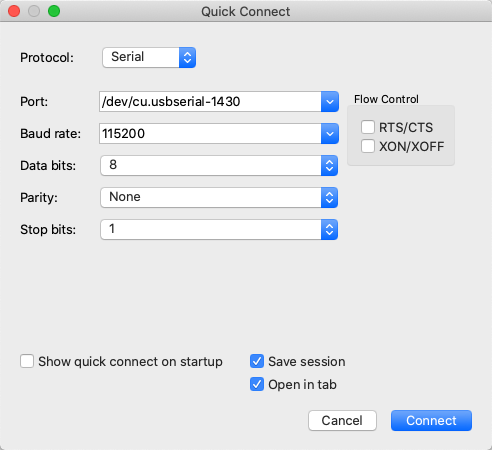 Quick Connect
Protocol: Serial
Port: /dev/cu.usbserial-1430
Flow Control
Baud rate: 115200
RTS/CTS
XON/XOFF
Data bits: 8
Parity: None
Stop bits: 1
Show quick connect on startup
Save session
Open in tab
Cancel
Connect